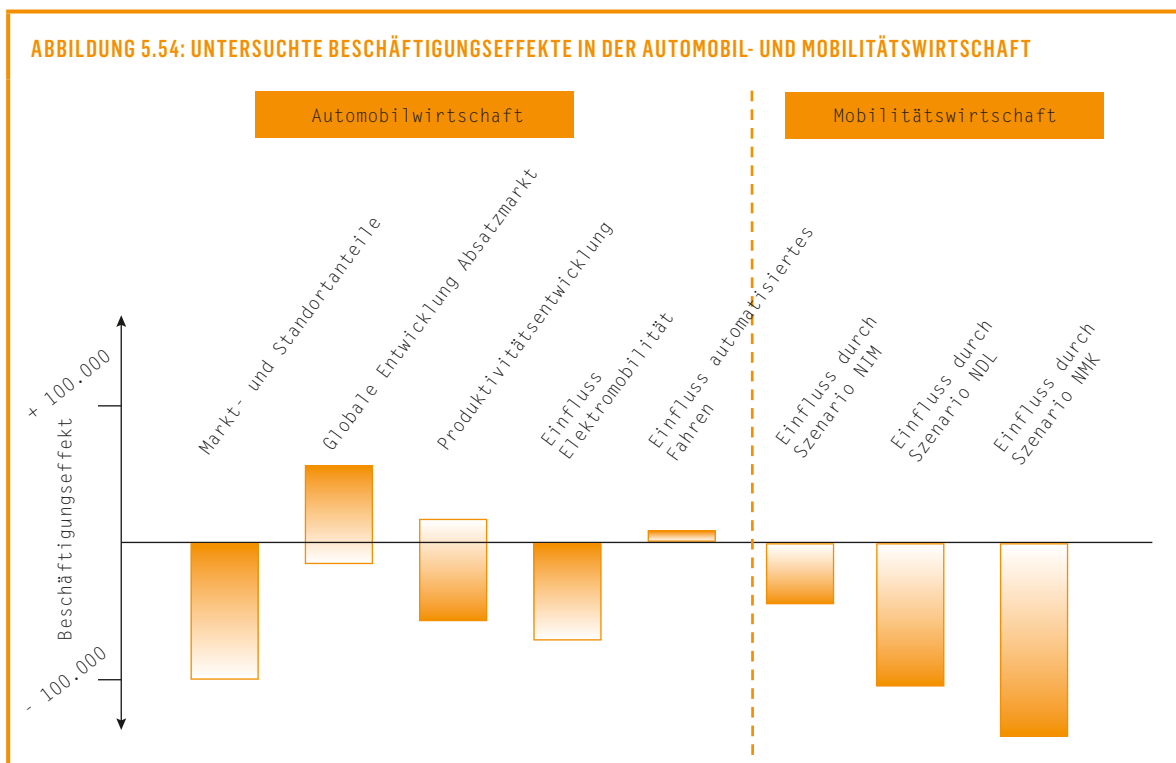 ABBILDUNG 5.54: UNTERSUCHTE BESCHÄFTIGUNGSEFFEKTE IN DER AUTOMOBIL- UND MOBILITÄTSWIRTSCHAFT
Automobilwirtschaft
Mobilitätswirtschaft
Markt- und Standortanteile
Globale Entwicklung Absatzmarkt
Produktivitätsentwicklung
Einfluss
Elektromobilität
Einfluss automatisiertes
Fahren
Einfluss durch
Szenario NIM
Einfluss durch
Szenario NDL
Einfluss durch
Szenario NMK
+ 100.000
Beschäftigungseffekt
- 100.000